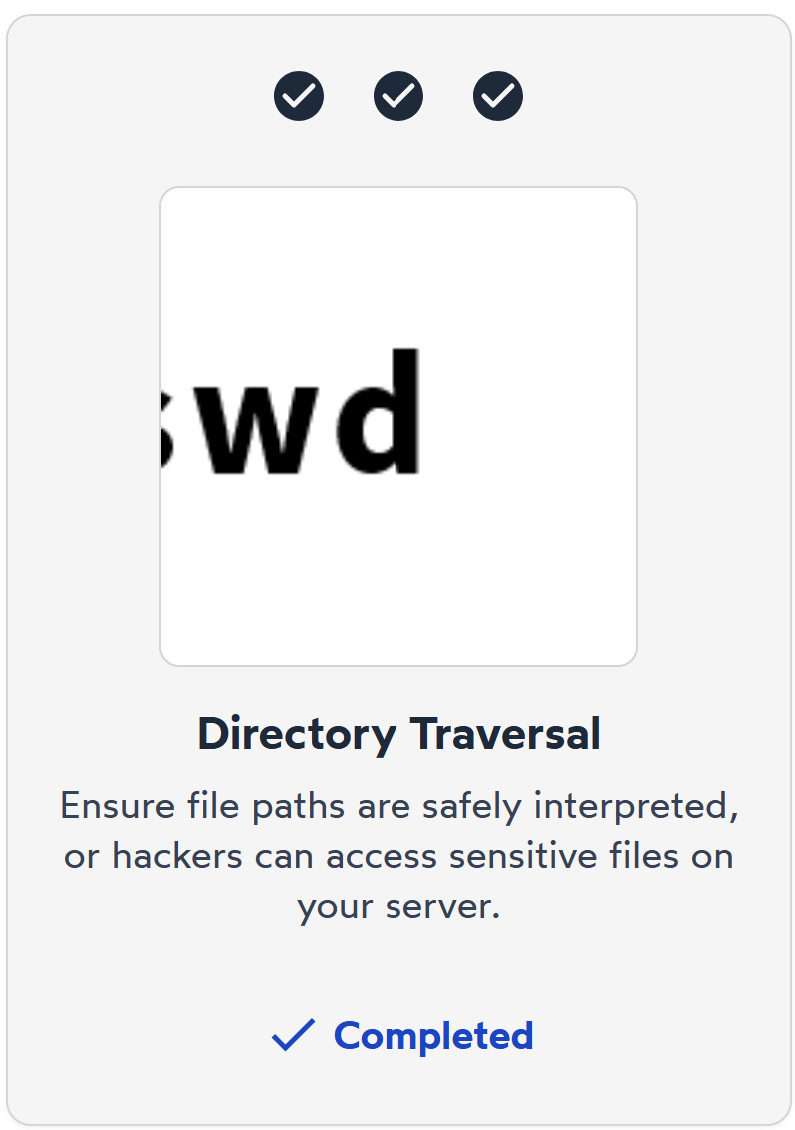 swd
Directory Traversal
Ensure file paths are safely interpreted,
or hackers can access sensitive files on
your server.
Completed